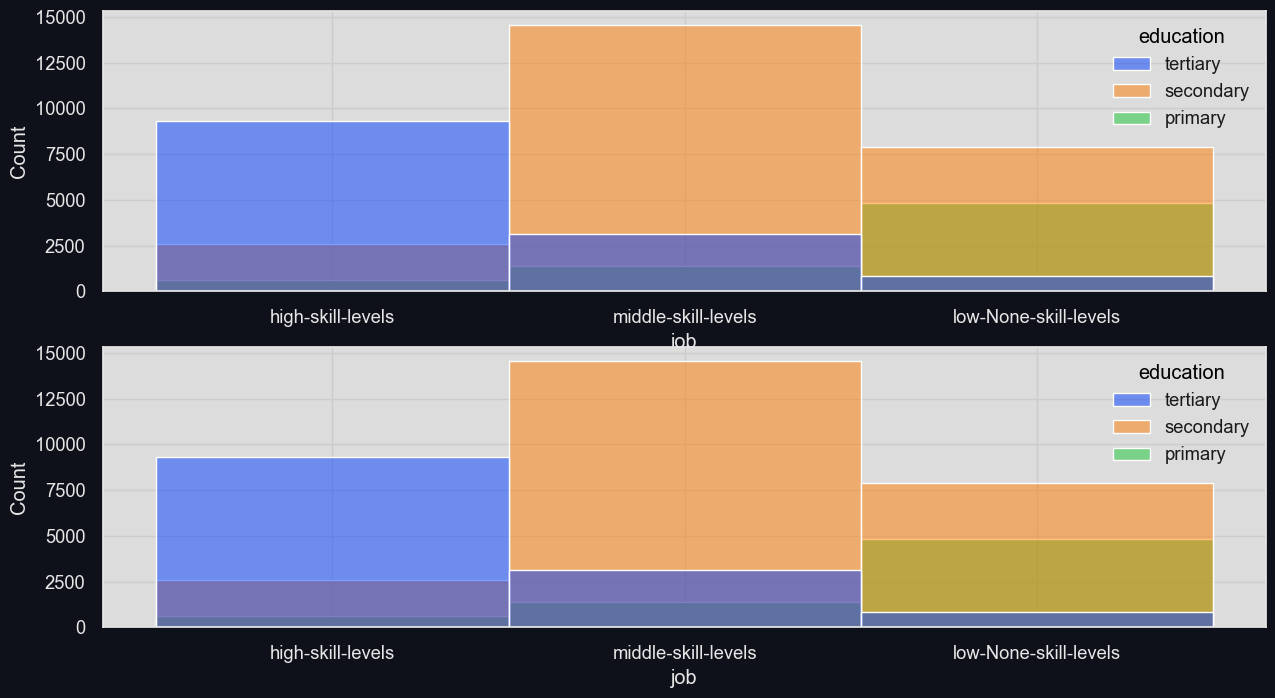 15000
12500
10000
7500
5000
2500
0
Count
education
tertiary
secondary
primary
high-skill-levels middle-skill-levels low-None-skill-levels
job
15000
12500
10000
7500
5000
2500
0
Count
education
tertiary
secondary
primary
high-skill-levels middle-skill-levels low-None-skill-levels
job